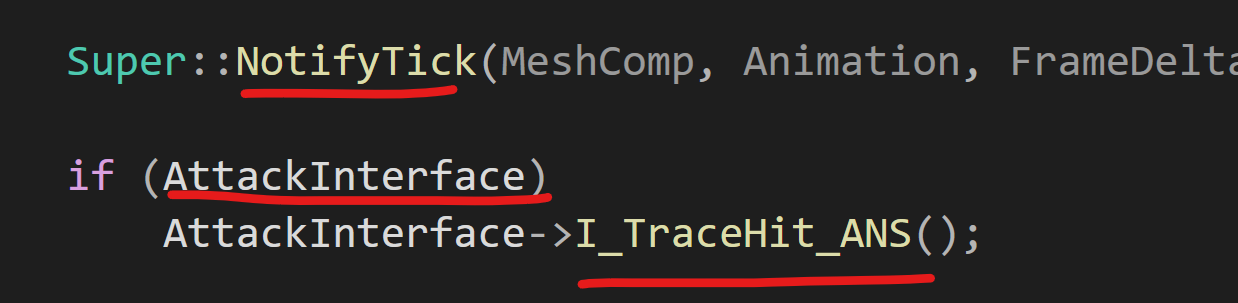 Super::NotifyTick(MeshComp, Animation, FrameDelta
if (AttackInterface)
AttackInterface->I_TraceHit_ANS();